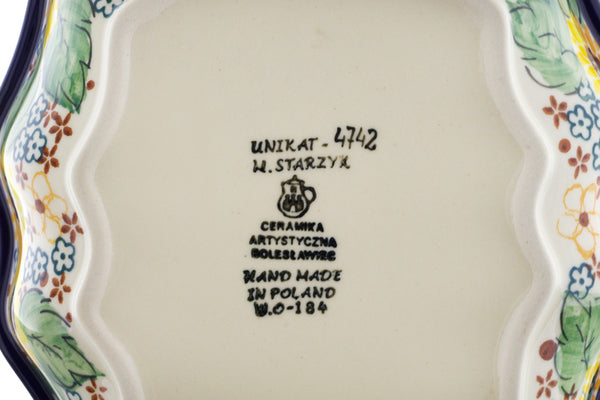 UNIKAT - 4742
W. STARZYK
CERAMIKA
ARTYSTYCZNA
BOLESŁAWIEC
HAND MADE
IN POLAND
W.O-184